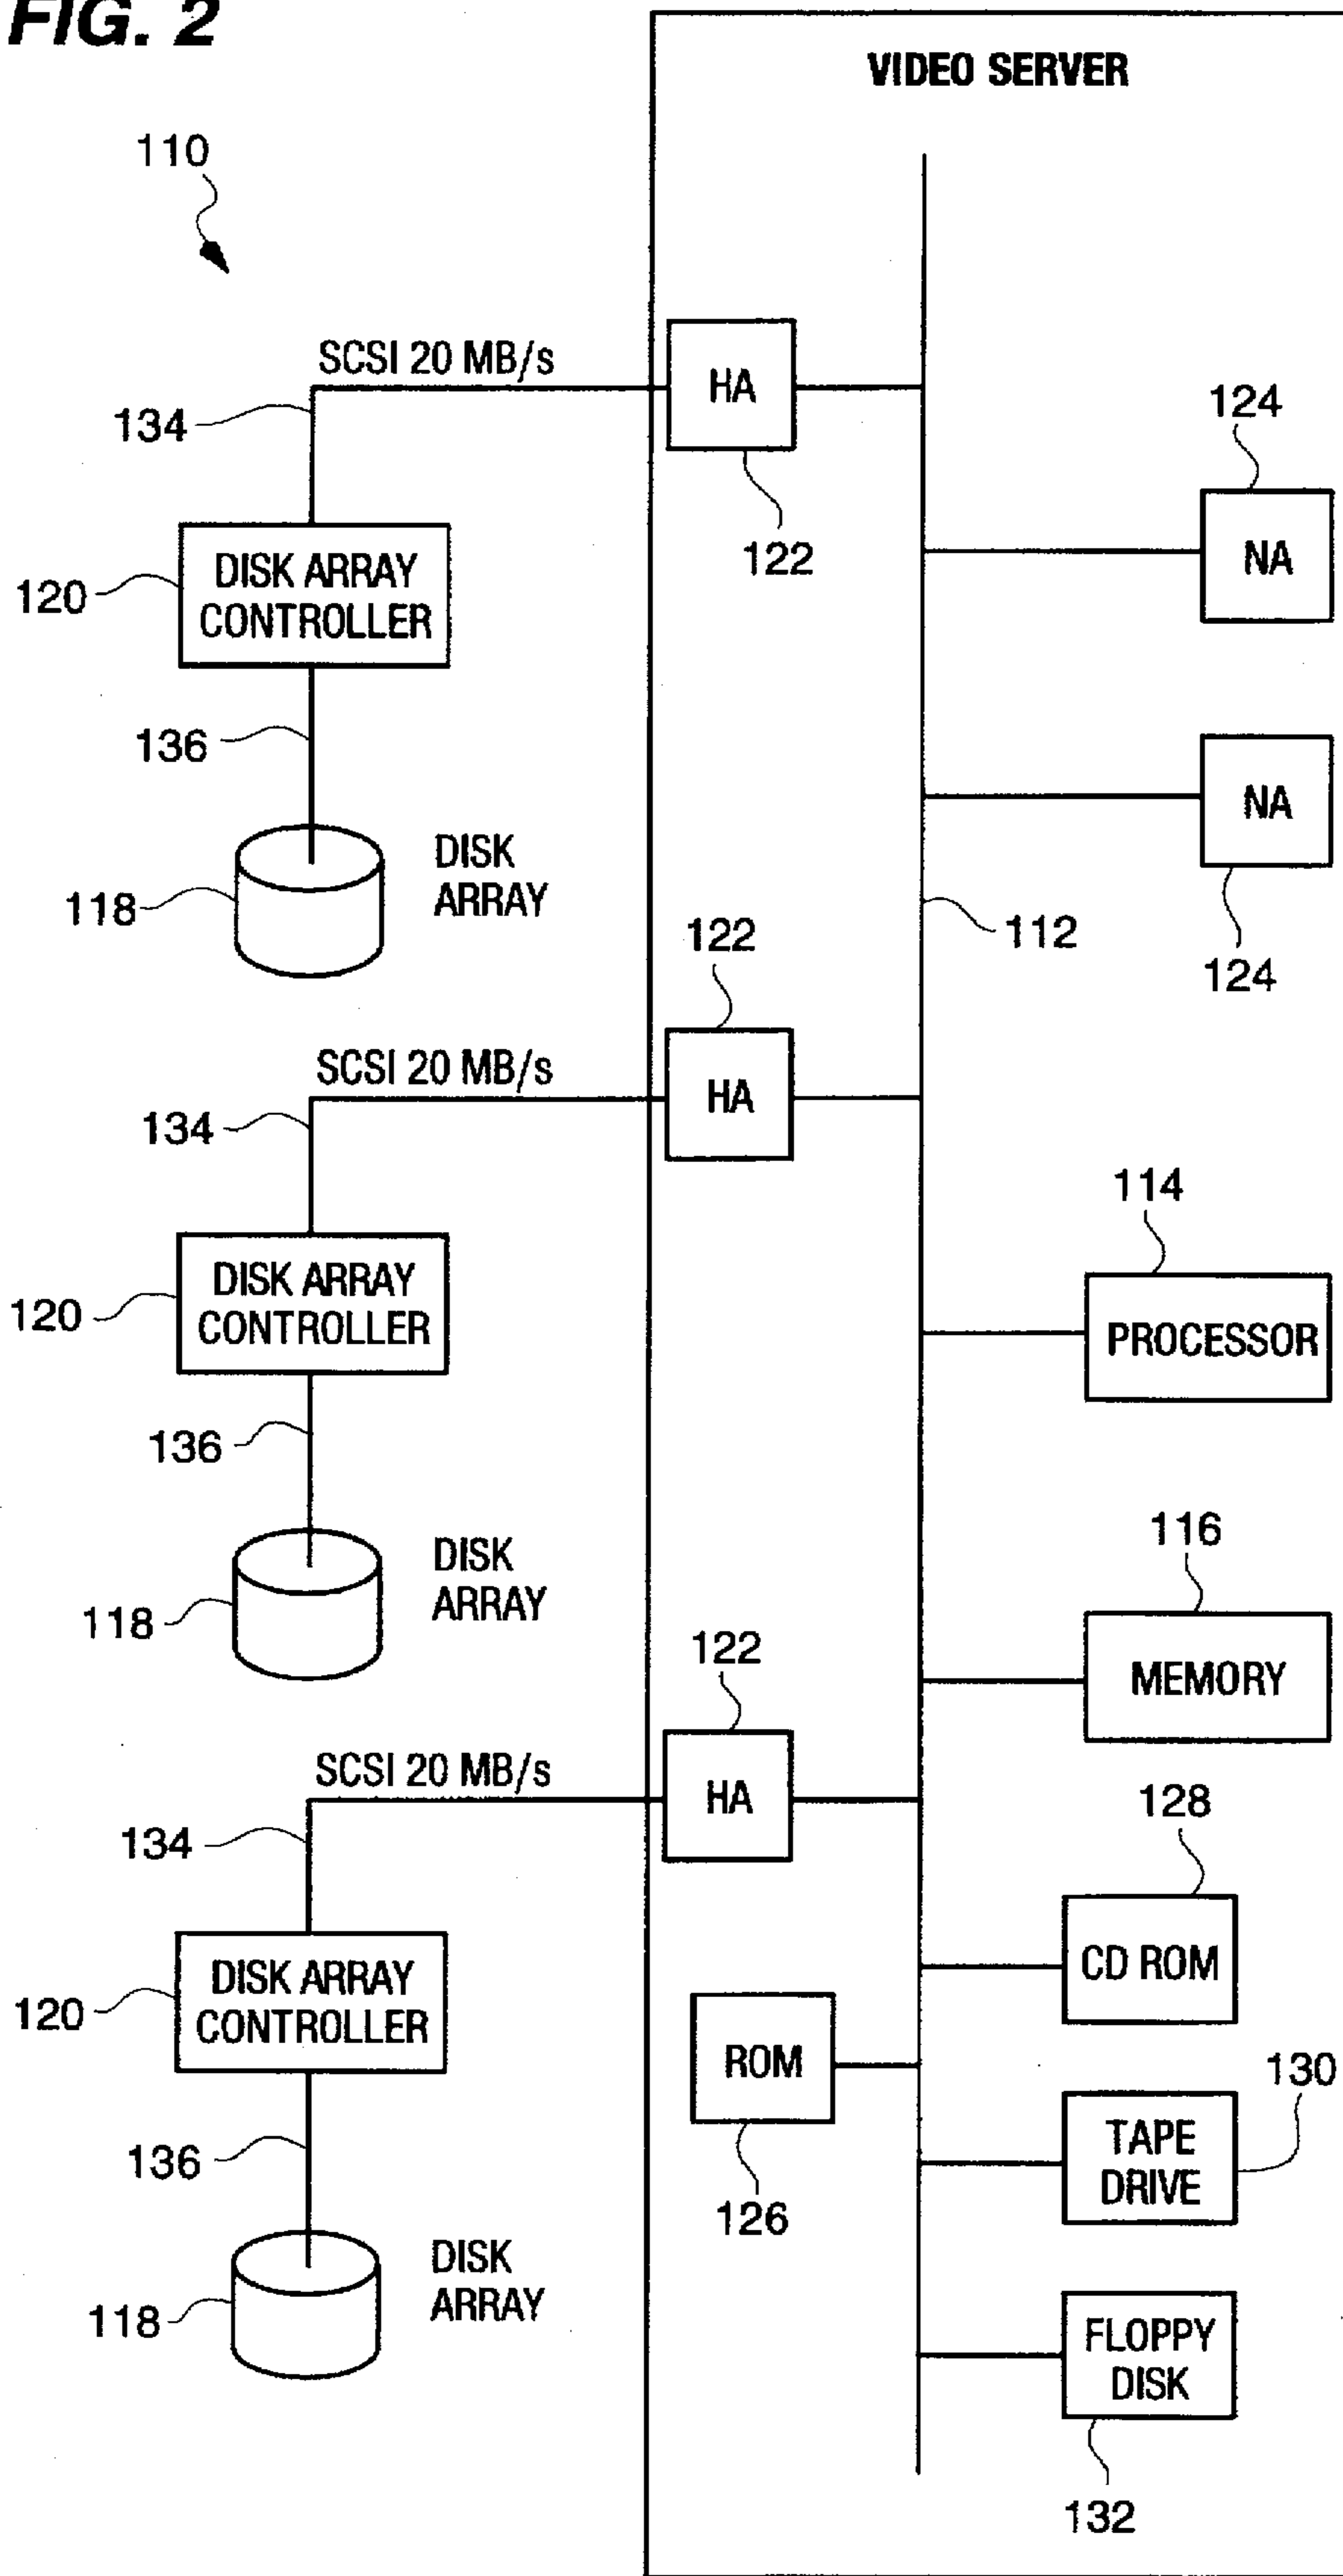 FIG. 2
VIDEO SERVER
110
SCSI 20 MB/s
HA
134
124
122
NA
DISK ARRAY
CONTROLLER
120
136
NA
DISK
ARRAY
118
122
112
124
SCSI 20 MB/s
HA
134
114
DISK ARRAY
CONTROLLER
120
PROCESSOR
136
116
DISK
ARRAY
118
122
MEMORY
SCSI 20 MB/s
HA
128
134
CD ROM
DISK ARRAY
CONTROLLER
120
ROM
130
TAPE
DRIVE
136
126
DISK
ARRAY
118
FLOPPY
DISK
132